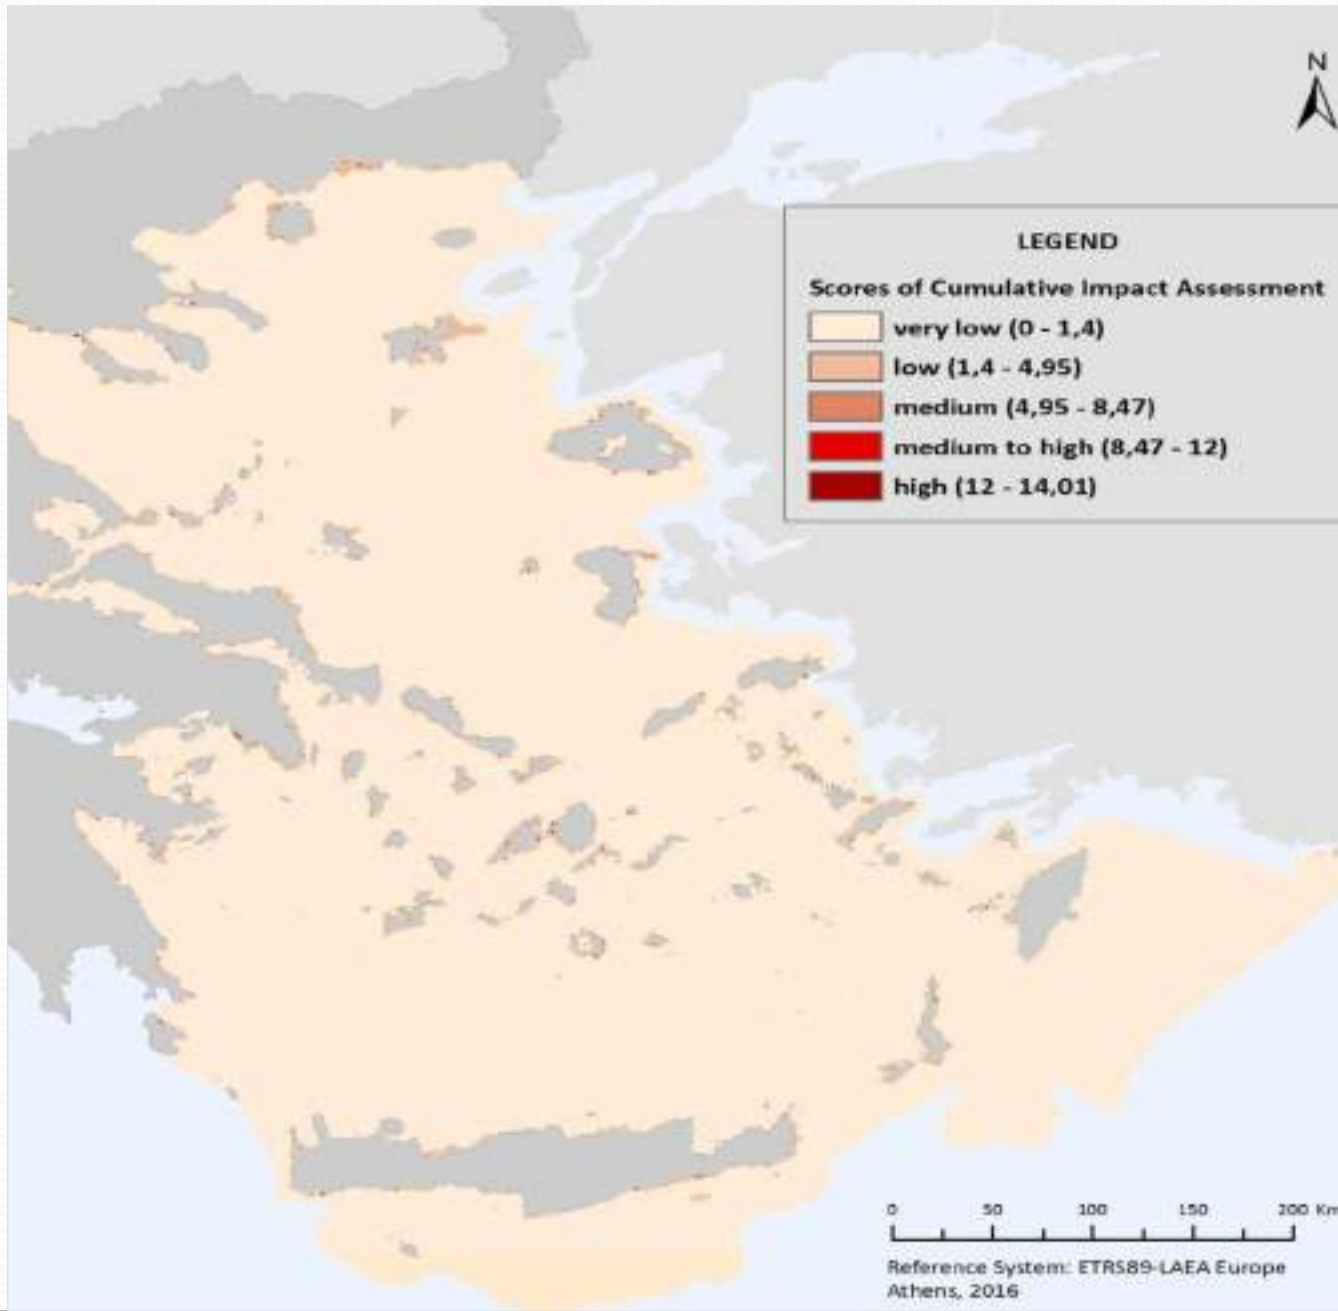 N
LEGEND
Scores of Cumulative Impact Assessment
very low (0 - 1,4)
low (1,4 - 4,95)
medium (4,95 - 8,47)
medium to high (8,47 - 12)
high (12 - 14,01)
0 50 100 150 200 Km
Reference System: ETRS89-LAEA Europe
Athens, 2016